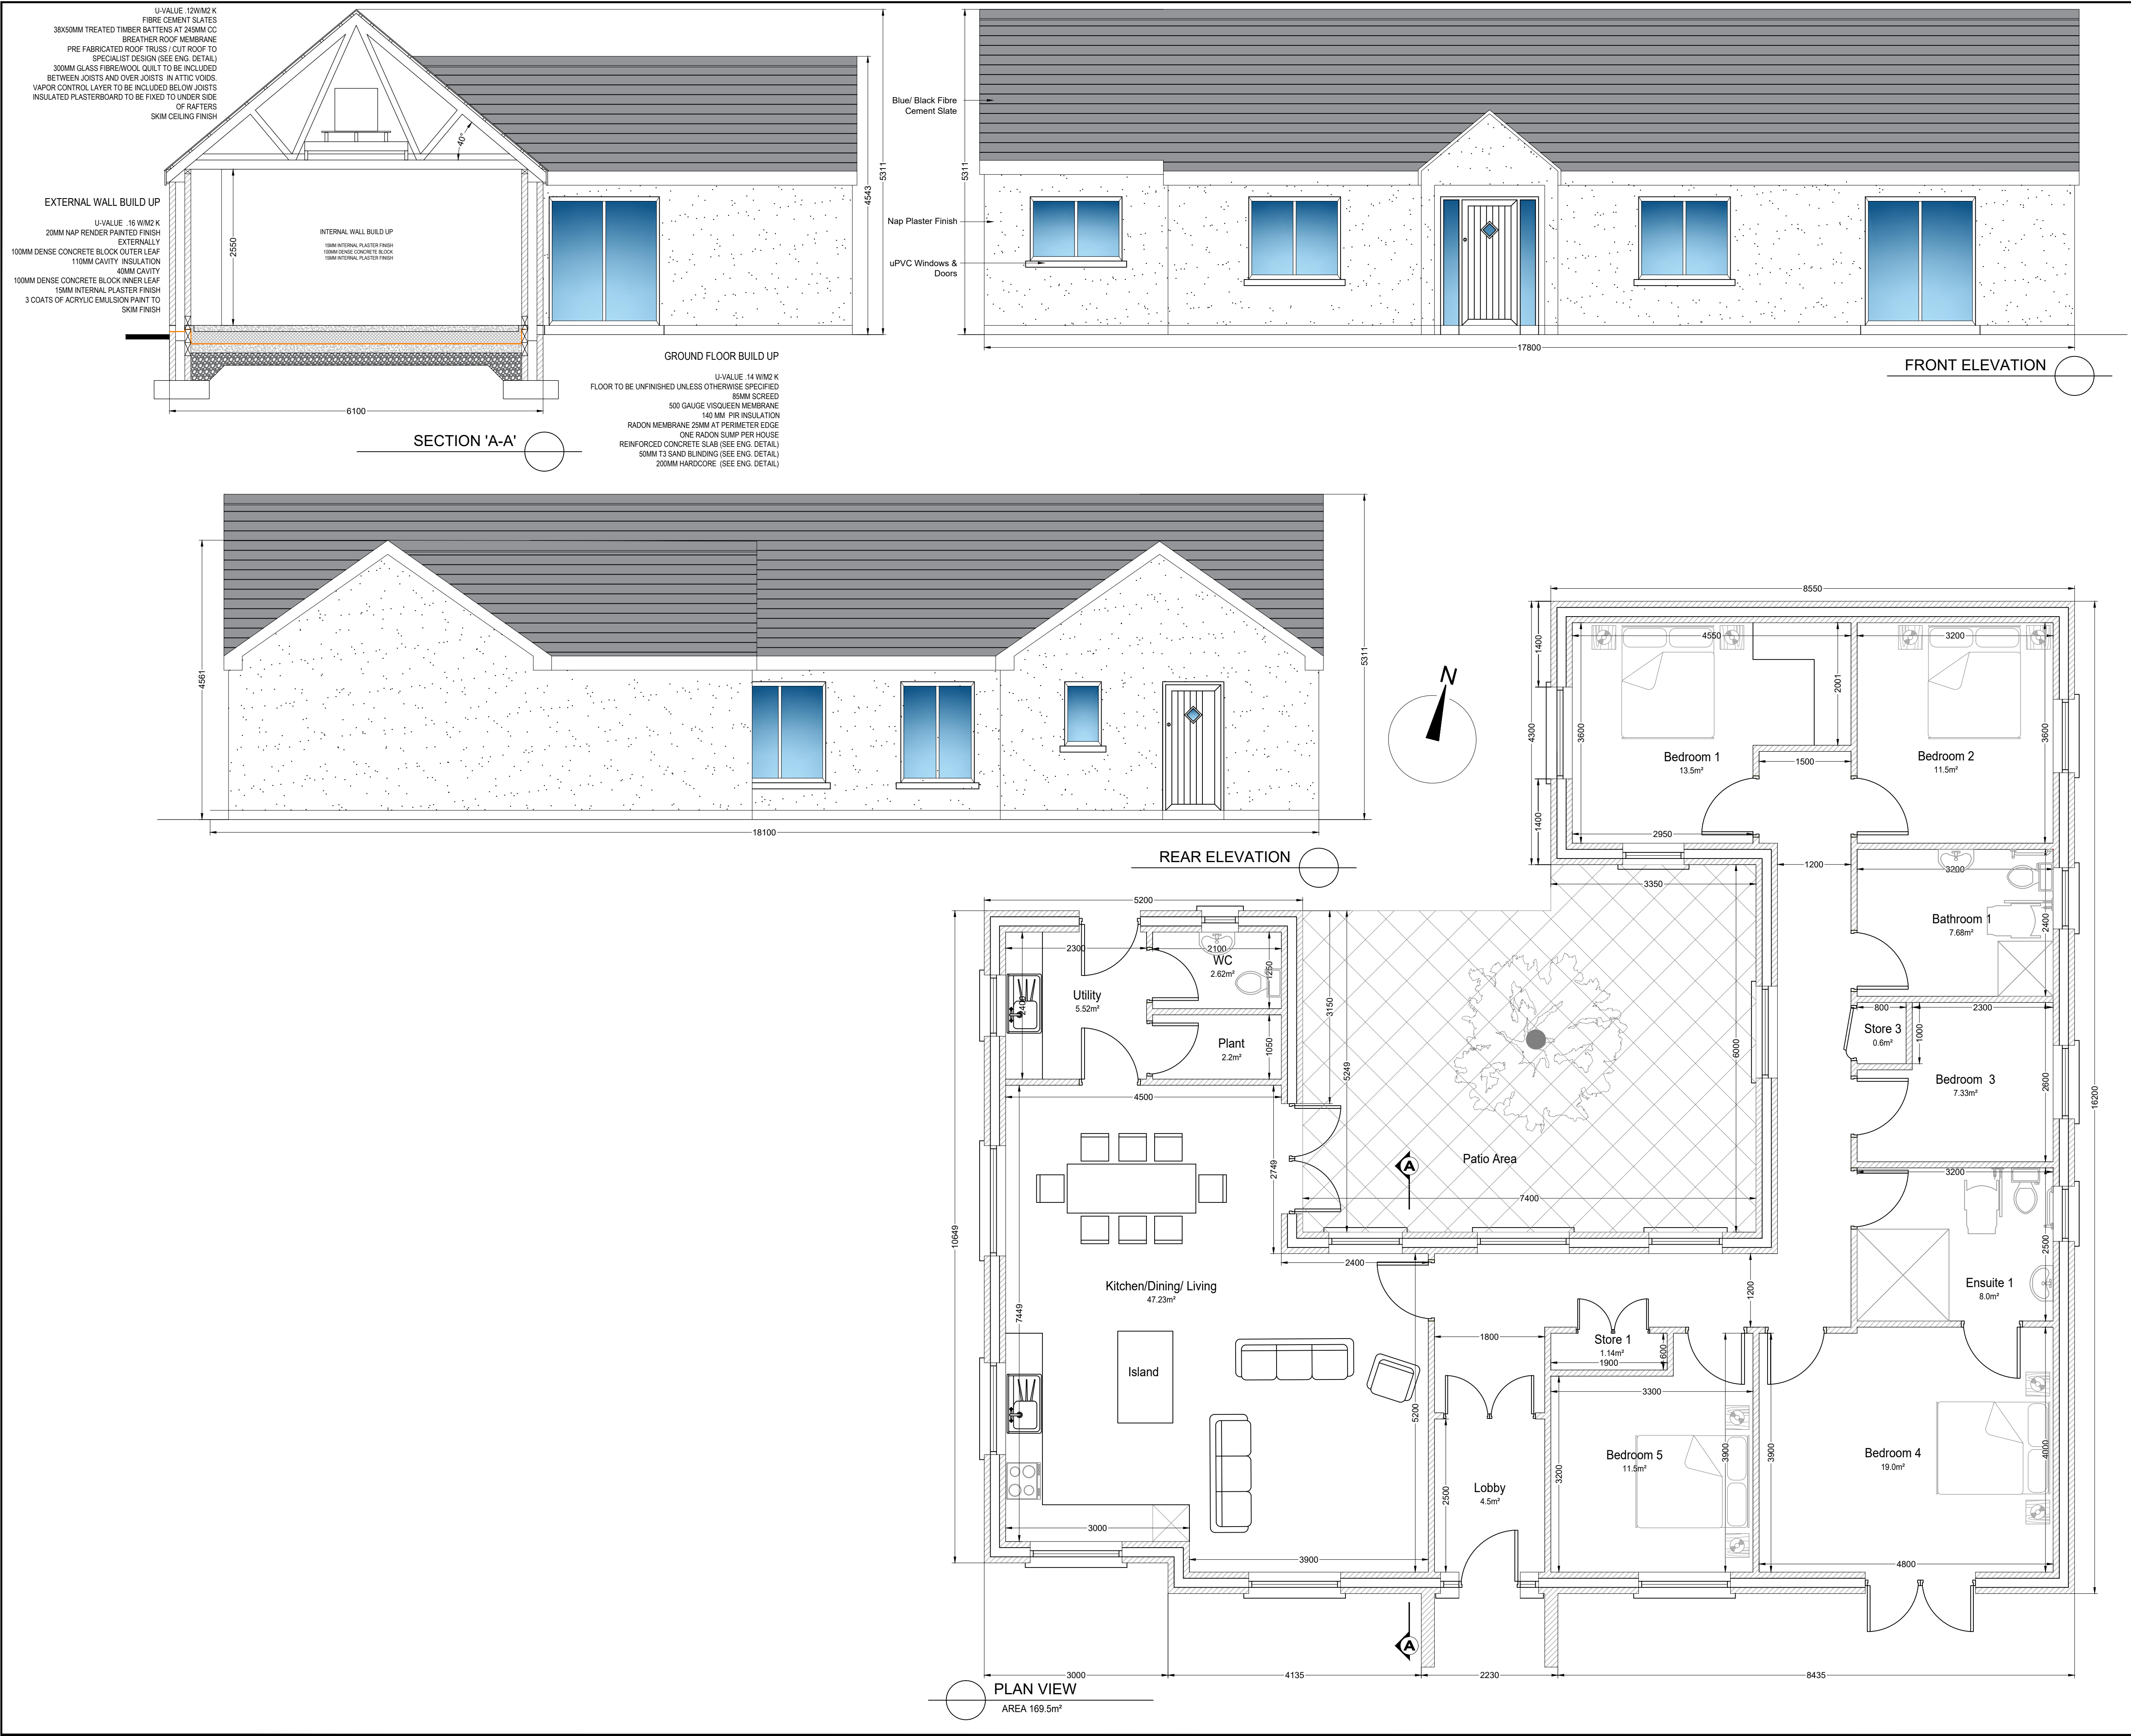 U-VALUE .12W/M2 K
FIBRE CEMENT SLATES
38X50MM TREATED TIMBER BATTENS AT 245MM CC
BREATHER ROOF MEMBRANE
PRE FABRICATED ROOF TRUSS / CUT ROOF TO
SPECIALIST DESIGN (SEE ENG. DETAIL)
300MM GLASS FIBRE/WOOL QUILT TO BE INCLUDED
BETWEEN JOISTS AND OVER JOISTS IN ATTIC VOIDS.
VAPOR CONTROL LAYER TO BE INCLUDED BELOW JOISTS
INSULATED PLASTERBOARD TO BE FIXED TO UNDER SIDE
OF RAFTERS
SKIM CEILING FINISH
40°
EXTERNAL WALL BUILD UP
U-VALUE .16 W/M2 K
20MM NAP RENDER PAINTED FINISH
EXTERNALLY
100MM DENSE CONCRETE BLOCK OUTER LEAF
110MM CAVITY INSULATION
40MM CAVITY
100MM DENSE CONCRETE BLOCK INNER LEAF
15MM INTERNAL PLASTER FINISH
3 COATS OF ACRYLIC EMULSION PAINT TO
SKIM FINISH
2550
INTERNAL WALL BUILD UP
15MM INTERNAL PLASTER FINISH
100MM DENSE CONCRETE BLOCK
15MM INTERNAL PLASTER FINISH
4543
5311
6100
SECTION 'A-A'
GROUND FLOOR BUILD UP
U-VALUE .14 W/M2 K
FLOOR TO BE UNFINISHED UNLESS OTHERWISE SPECIFIED
85MM SCREED
500 GAUGE VISQUEEN MEMBRANE
140 MM PIR INSULATION
RADON MEMBRANE 25MM AT PERIMETER EDGE
ONE RADON SUMP PER HOUSE
REINFORCED CONCRETE SLAB (SEE ENG. DETAIL)
50MM T3 SAND BLINDING (SEE ENG. DETAIL)
200MM HARDCORE (SEE ENG. DETAIL)
Blue/ Black Fibre
Cement Slate
5311
Nap Plaster Finish
uPVC Windows &
Doors
17800
FRONT ELEVATION
4561
5311
18100
REAR ELEVATION
N
8550
1400
4300
1400
3600
4550
2001
3200
3600
Bedroom 1
13.5m²
Bedroom 2
11.5m²
1500
2950
1200
3350
3200
Bathroom 1
7.68m²
2400
5200
2300
2100
WC
2.62m²
1250
Utility
5.52m²
2400
Plant
2.2m²
1050
3150
5249
6000
800
2300
Store 3
0.6m²
1000
Bedroom 3
7.33m²
2600
16200
4500
2749
Patio Area
A
7400
3200
2500
Ensuite 1
8.0m²
10649
7449
Kitchen/Dining/ Living
47.23m²
2400
1200
1800
Store 1
1.14m²
1900
600
Island
3300
5200
Bedroom 5
11.5m²
3200
3900
3900
Bedroom 4
19.0m²
4000
Lobby
4.5m²
2500
3000
3900
4800
A
3000
4135
2230
8435
PLAN VIEW
AREA 169.5m²